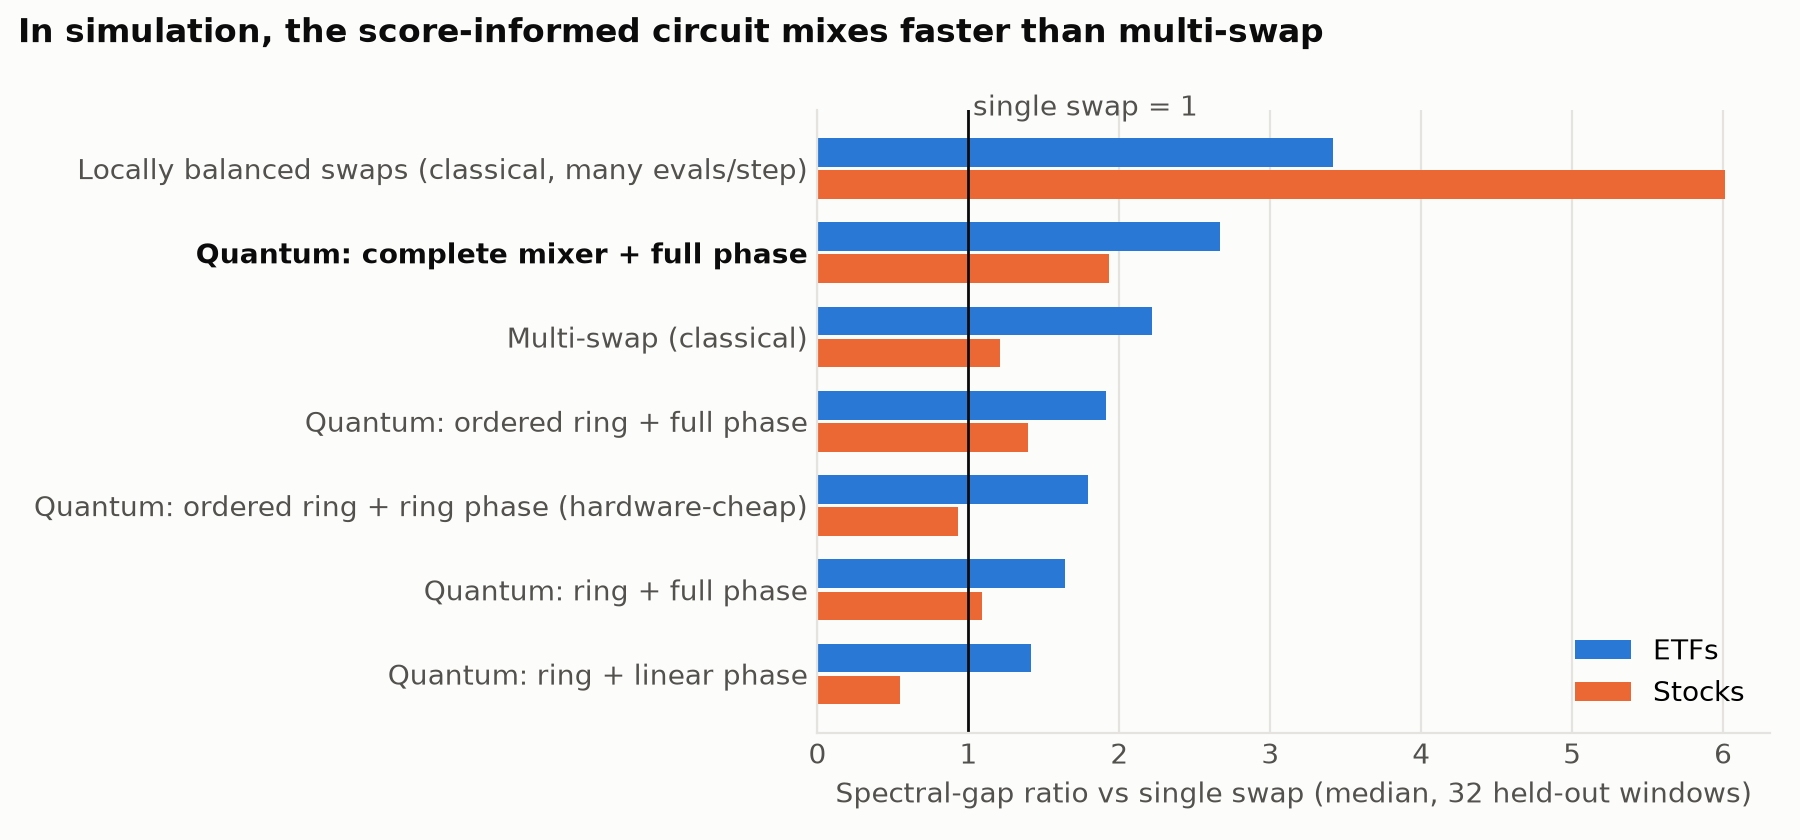 In simulation, the score-informed circuit mixes faster than multi-swap
single swap = 1
Locally balanced swaps (classical, many evals/step)
Quantum: complete mixer + full phase
Multi-swap (classical)
Quantum: ordered ring + full phase
Quantum: ordered ring + ring phase (hardware-cheap)
Quantum: ring + full phase
Quantum: ring + linear phase
ETFs
Stocks
0 1 2 3 4 5 6
Spectral-gap ratio vs single swap (median, 32 held-out windows)